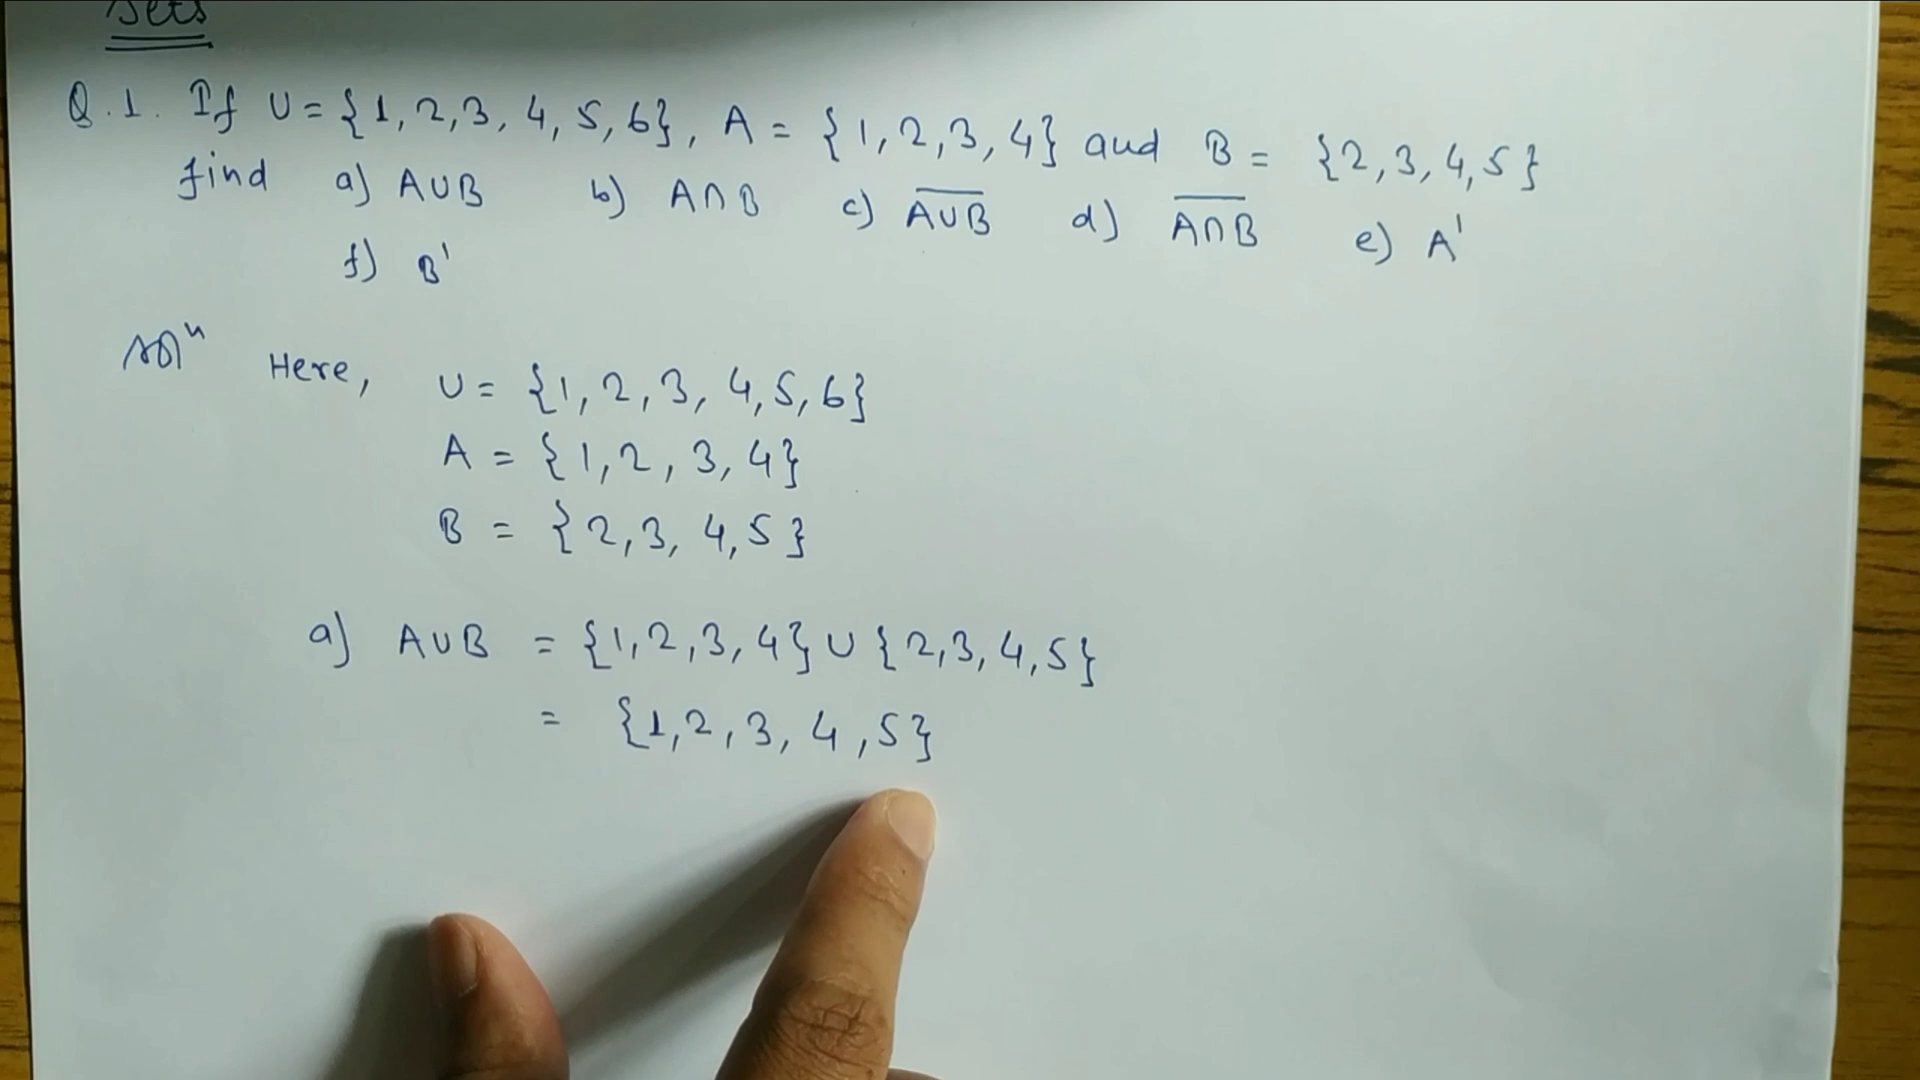 Sets
Q.1. If U = {1,2,3, 4, 5, 6}, A = {1,2,3, 4} and B = {2,3, 4,5}
find a) A∪B b) A∩B c) A̅∪̅B̅ d) A̅∩̅B̅ e) A'
f) B'
Solⁿ Here, U = {1, 2, 3, 4, 5, 6}
A = {1,2, 3, 4}
B = {2,3, 4,5}
a) A∪B = {1,2,3, 4} ∪ {2,3, 4,5}
= {1,2, 3, 4,5}